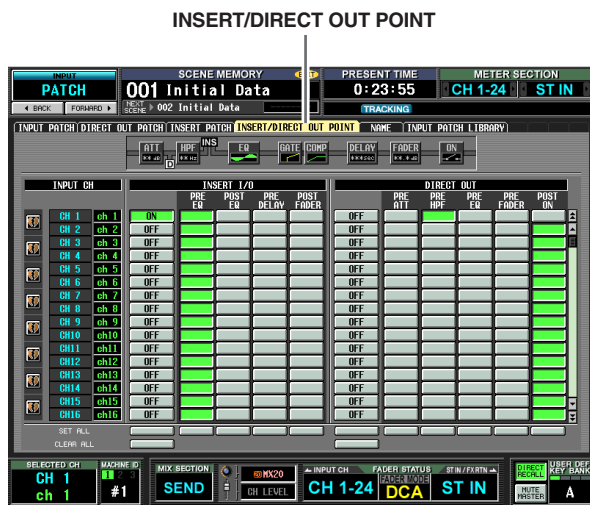 INSERT/DIRECT OUT POINT
INPUT
PATCH
BACK FORWARD
SCENE MEMORY
001 Initial Data
NEXT SCENE 002 Initial Data
PRESENT TIME
0:23:55
TRACKING
METER SECTION
CH 1-24 ST IN
INPUT PATCH DIRECT OUT PATCH INSERT PATCH INSERT/DIRECT OUT POINT NAME INPUT PATCH LIBRARY
ATT HPF INS EQ GATE COMP DELAY FADER ON
D
INPUT CH INSERT I/O DIRECT OUT
PRE EQ POST EQ PRE DELAY POST FADER PRE ATT PRE HPF PRE EQ PRE FADER POST ON
CH 1 ch 1 ON OFF
CH 2 ch 2 OFF OFF
CH 3 ch 3 OFF OFF
CH 4 ch 4 OFF OFF
CH 5 ch 5 OFF OFF
CH 6 ch 6 OFF OFF
CH 7 ch 7 OFF OFF
CH 8 ch 8 OFF OFF
CH 9 ch 9 OFF OFF
CH10 ch10 OFF OFF
CH11 ch11 OFF OFF
CH12 ch12 OFF OFF
CH13 ch13 OFF OFF
CH14 ch14 OFF OFF
CH15 ch15 OFF OFF
CH16 ch16 OFF OFF
SET ALL
CLEAR ALL
SELECTED CH
CH 1
ch 1
MACHINE ID
1 2 3
#1
MIX SECTION
SEND
MIX20
CH LEVEL
INPUT CH FADER STATUS ST IN/FXRTN
CH 1-24
FADER MODE
DCA
ST IN
DIRECT RECALL
MUTE MASTER
USER DEF KEY BANK
A